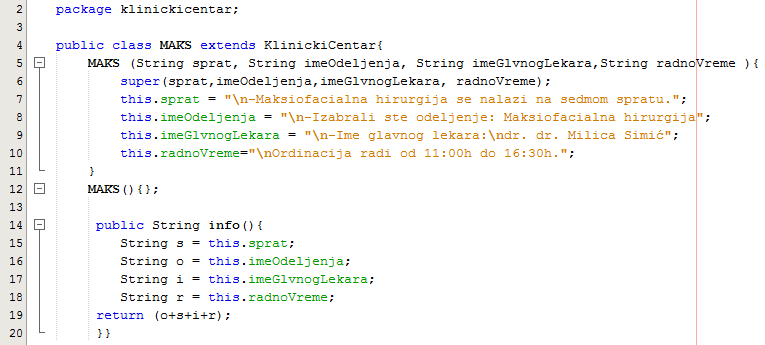 2 package klinickicentar;
3
4 public class MAKS extends KlinickiCentar{
5 MAKS (String sprat, String imeOdeljenja, String imeGlvnogLekara,String radnoVreme ){
6 super(sprat,imeOdeljenja,imeGlvnogLekara, radnoVreme);
7 this.sprat = "\n-Maksiofacialna hirurgija se nalazi na sedmom spratu.";
8 this.imeOdeljenja = "\n-Izabrali ste odeljenje: Maksiofacialna hirurgija";
9 this.imeGlvnogLekara = "\n-Ime glavnog lekara:\ndr. dr. Milica Simić";
10 this.radnoVreme="\nOrdinacija radi od 11:00h do 16:30h.";
11 }
12 MAKS(){};
13
14 public String info(){
15 String s = this.sprat;
16 String o = this.imeOdeljenja;
17 String i = this.imeGlvnogLekara;
18 String r = this.radnoVreme;
19 return (o+s+i+r);
20 }}